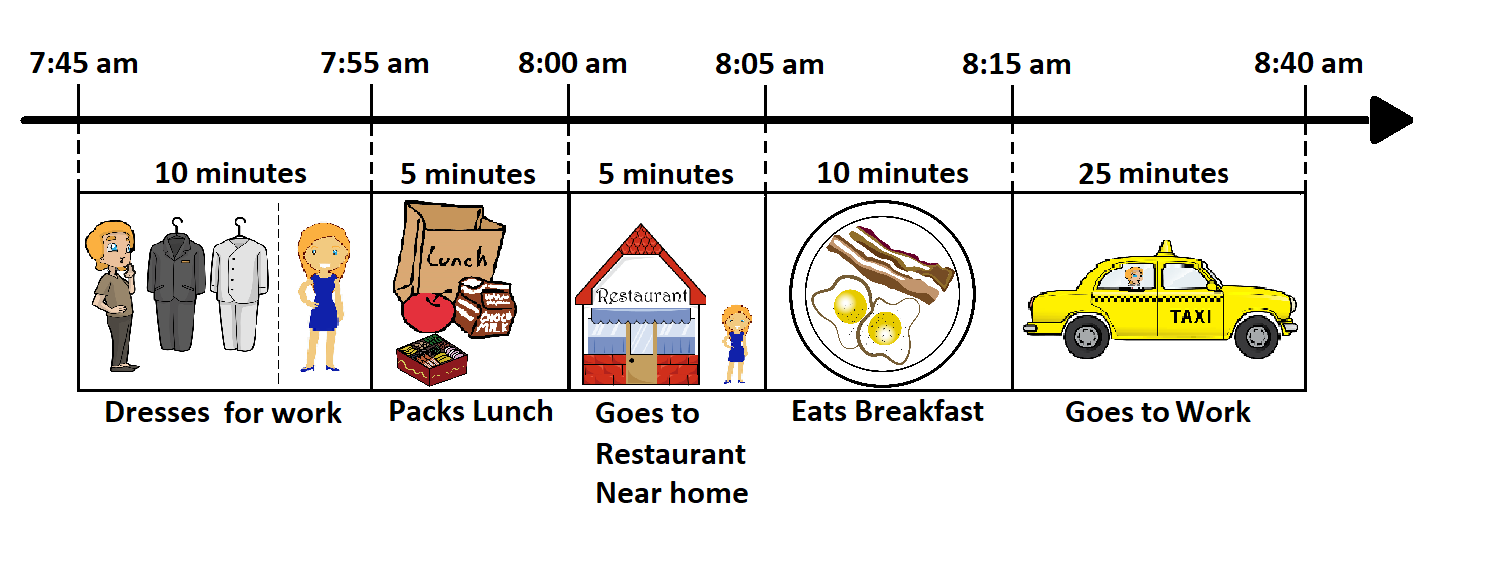 7:45 am 7:55 am 8:00 am 8:05 am 8:15 am 8:40 am
10 minutes 5 minutes 5 minutes 10 minutes 25 minutes
Lunch
CHOCO
MILK
Restaurant
TAXI
Dresses for work
Packs Lunch
Goes to
Restaurant
Near home
Eats Breakfast
Goes to Work